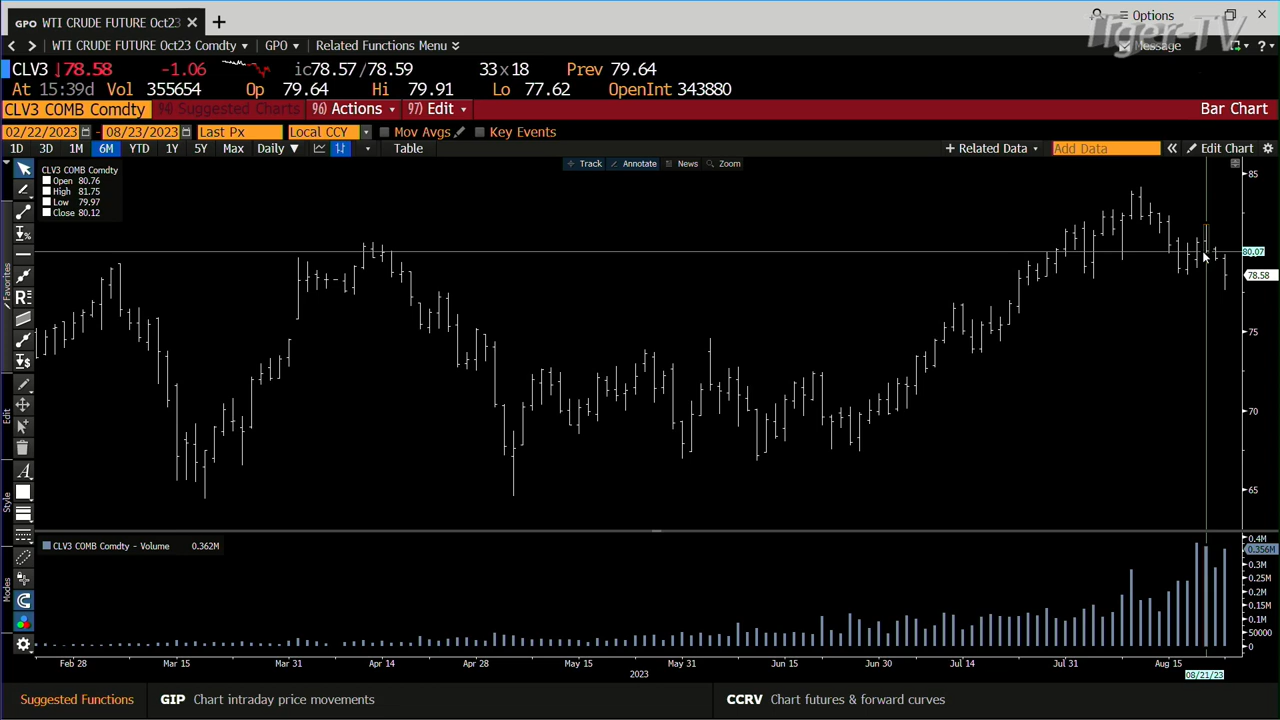 GPO WTI CRUDE FUTURE Oct23 × +
Options
Tiger-TV
< > WTI CRUDE FUTURE Oct23 Comdty GPO Related Functions Menu
Message
?
CLV3 ↓78.58 -1.06 ic78.57/78.59 33x18 Prev 79.64
At 15:39d Vol 355654 Op 79.64 Hi 79.91 Lo 77.62 OpenInt 343880
CLV3 COMB Comdty 94) Suggested Charts 96) Actions 97) Edit Bar Chart
02/22/2023 - 08/23/2023 Last Px Local CCY Mov Avgs Key Events
1D 3D 1M 6M YTD 1Y 5Y Max Daily Table + Related Data Add Data « Edit Chart
Track Annotate News Zoom
CLV3 COMB Comdty
Open 80.76
High 81.75
Low 79.97
Close 80.12
85
80.07
78.58
75
70
65
Favorites
Edit
Style
Modes
CLV3 COMB Comdty - Volume 0.362M
0.4M
0.356M
0.3M
0.25M
0.2M
0.15M
0.1M
50000
0
Feb 28 Mar 15 Mar 31 Apr 14 Apr 28 May 15 May 31 Jun 15 Jun 30 Jul 14 Jul 31 Aug 15
2023
08/21/23
Suggested Functions GIP Chart intraday price movements CCRV Chart futures & forward curves